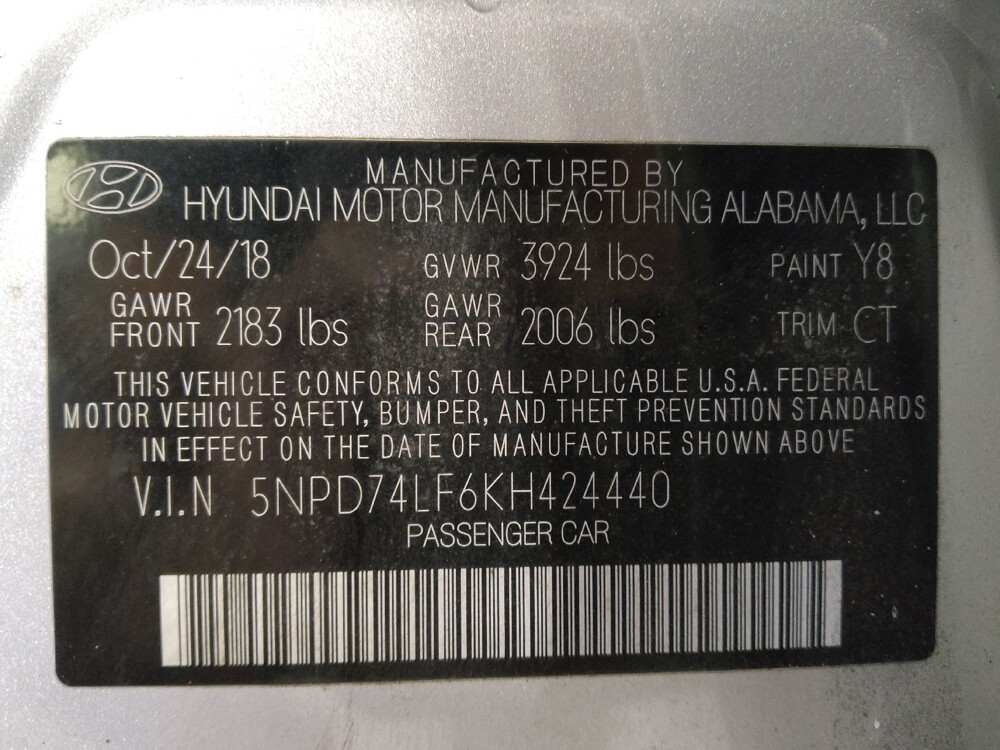 MANUFACTURED BY
HYUNDAI MOTOR MANUFACTURING ALABAMA, LLC
Oct/24/18 GVWR 3924 lbs PAINT Y8
GAWR FRONT 2183 lbs GAWR REAR 2006 lbs TRIM CT
THIS VEHICLE CONFORMS TO ALL APPLICABLE U.S.A. FEDERAL
MOTOR VEHICLE SAFETY, BUMPER, AND THEFT PREVENTION STANDARDS
IN EFFECT ON THE DATE OF MANUFACTURE SHOWN ABOVE
V.I.N 5NPD74LF6KH424440
PASSENGER CAR